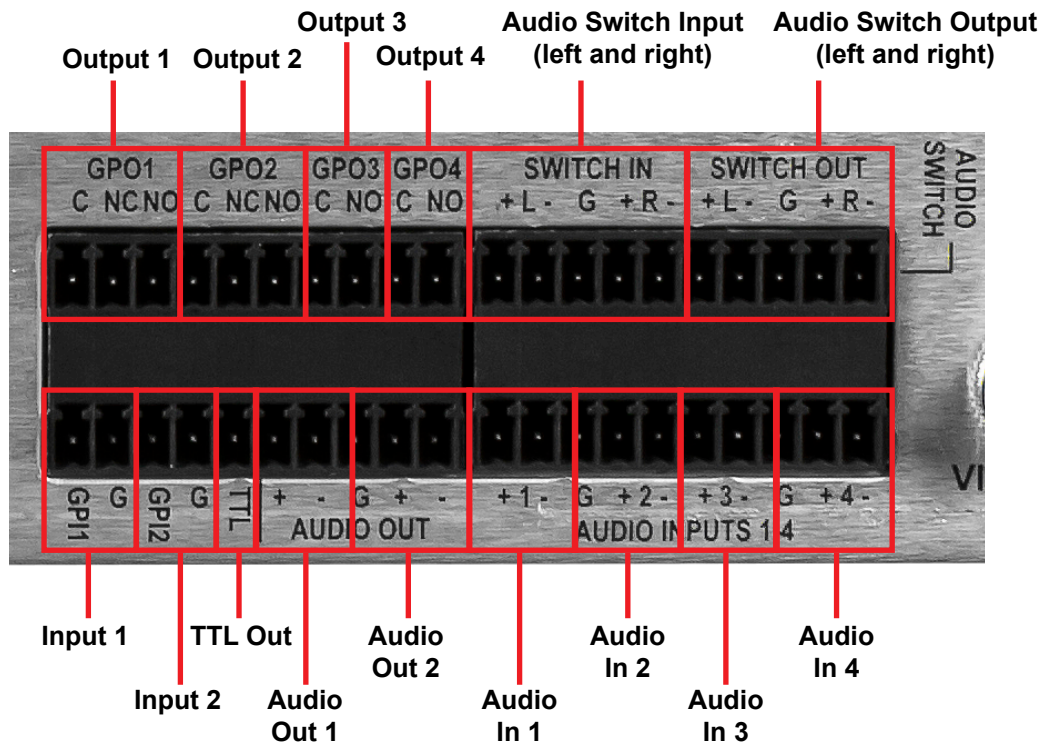 Output 3
Audio Switch Input
(left and right)
Audio Switch Output
(left and right)
Output 1
Output 2
Output 4
GPO1
GPO2
GPO3
GPO4
SWITCH IN
SWITCH OUT
AUDIO
SWITCH
C NC NO
C NC NO
C NO
C NO
+ L - G + R -
+ L - G + R -
GPI1
G
GPI2
G
TTL
+ - G + -
+ 1 - G + 2 - + 3 - G + 4 -
AUDIO OUT
AUDIO INPUTS 1-4
VI
Input 1
TTL Out
Audio
Out 2
Audio
In 2
Audio
In 4
Input 2
Audio
Out 1
Audio
In 1
Audio
In 3